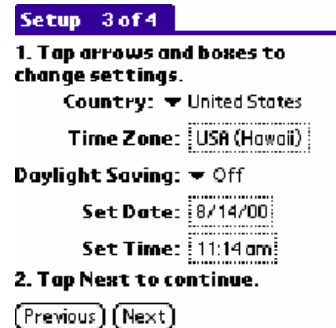 Setup 3 of 4
1. Tap arrows and boxes to
change settings.
Country: United States
Time Zone: USA (Hawaii)
Daylight Saving: Off
Set Date: 8/14/00
Set Time: 11:14 am
2. Tap Next to continue.
Previous Next